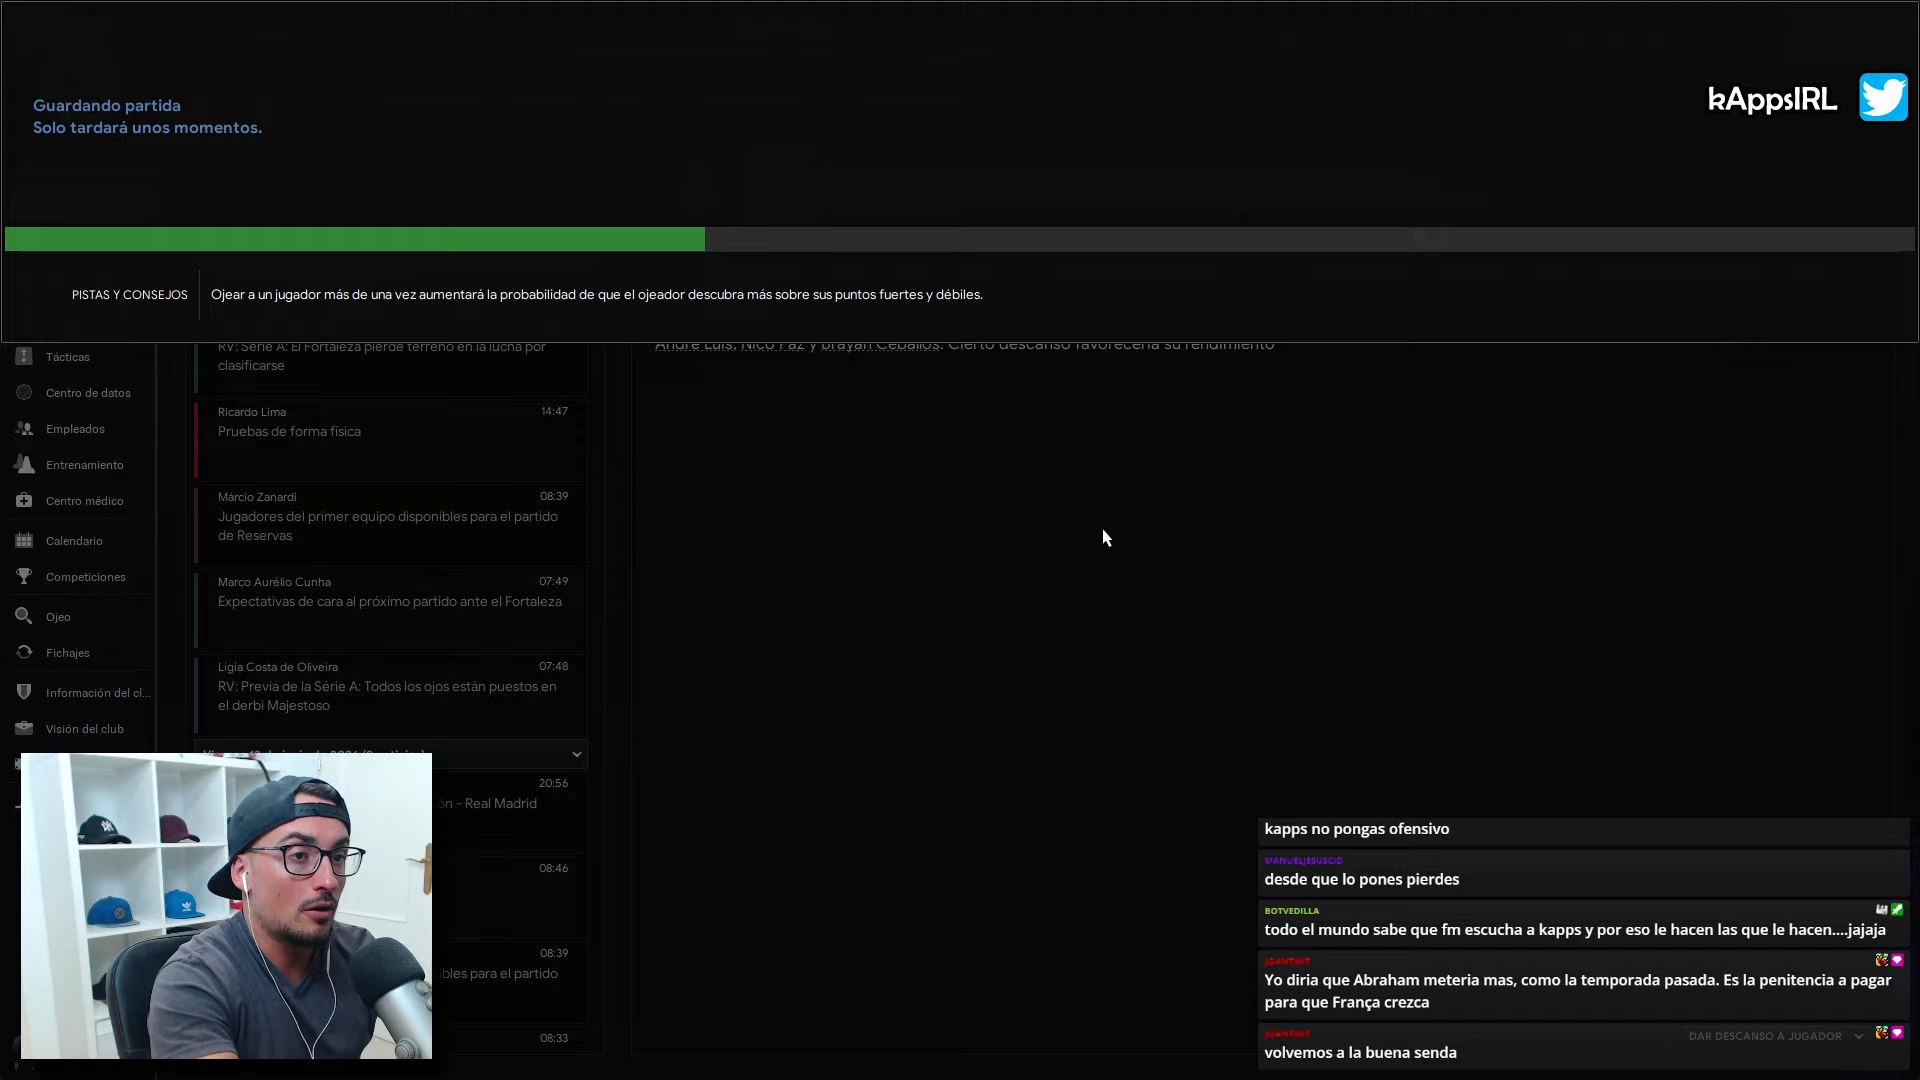 Guardando partida
Solo tardará unos momentos.
kAppsIRL
PISTAS Y CONSEJOS
Ojear a un jugador más de una vez aumentará la probabilidad de que el ojeador descubra más sobre sus puntos fuertes y débiles.
André Luis, Nico Paz y Brayan Ceballos. Cierto descanso favorecería su rendimiento
Tácticas
Centro de datos
Empleados
Entrenamiento
Centro médico
Calendario
Competiciones
Ojeo
Fichajes
Información del cl...
Visión del club
RV: Série A: El Fortaleza pierde terreno en la lucha por
clasificarse
Ricardo Lima 14:47
Pruebas de forma física
Márcio Zanardi 08:39
Jugadores del primer equipo disponibles para el partido
de Reservas
Marco Aurélio Cunha 07:49
Expectativas de cara al próximo partido ante el Fortaleza
Ligia Costa de Oliveira 07:48
RV: Previa de la Série A: Todos los ojos están puestos en
el derbi Majestoso
20:56
ón - Real Madrid
08:46
08:39
ibles para el partido
08:33
kapps no pongas ofensivo
MANUELJESUSCID
desde que lo pones pierdes
BOTVEDILLA
todo el mundo sabe que fm escucha a kapps y por eso le hacen las que le hacen....jajaja
Yo diria que Abraham meteria mas, como la temporada pasada. Es la penitencia a pagar
para que França crezca
DAR DESCANSO A JUGADOR
volvemos a la buena senda